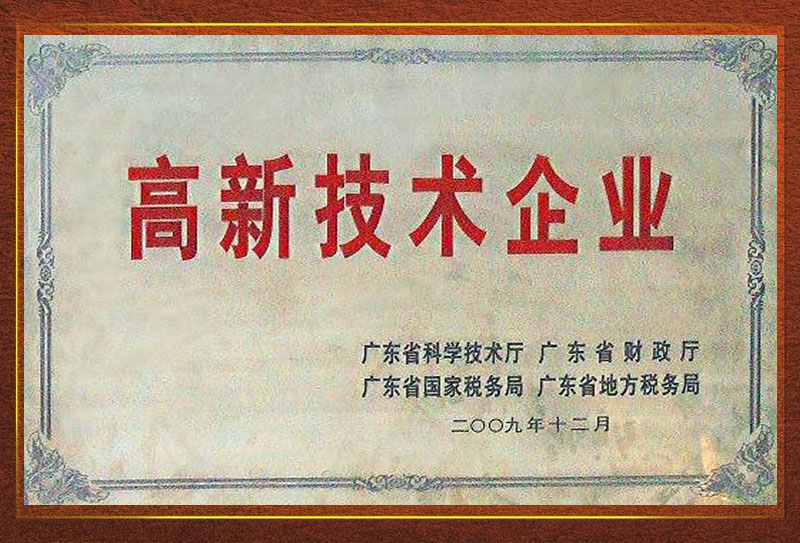 高新技术企业
广东省科学技术厅 广东省财政厅
广东省国家税务局 广东省地方税务局
二〇〇九年十二月